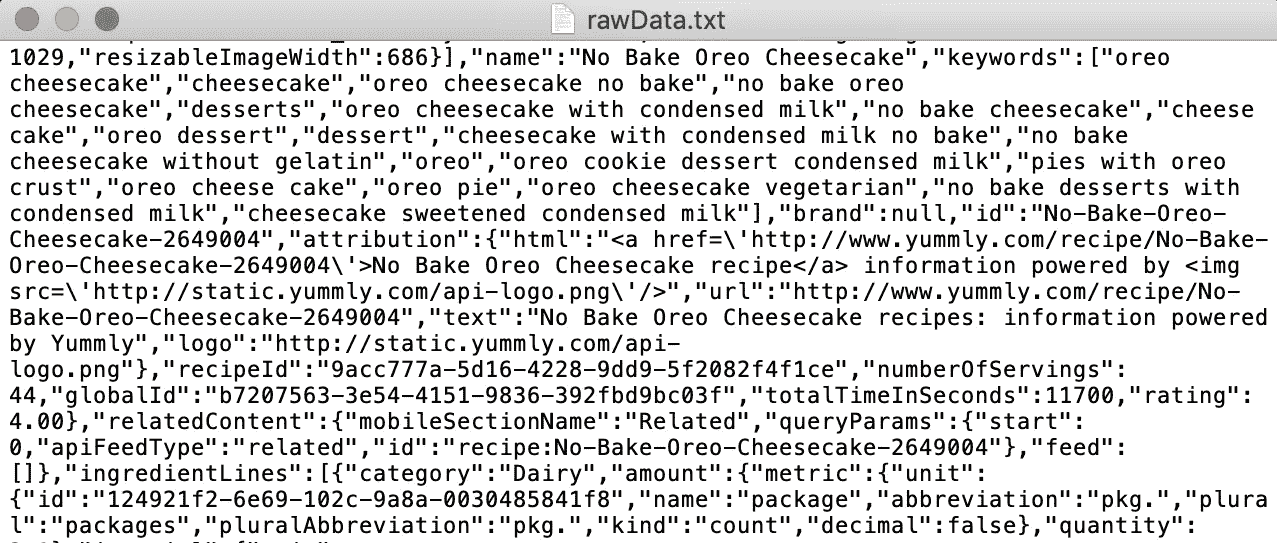 rawData.txt
1029,"resizableImageWidth":686}],"name":"No Bake Oreo Cheesecake","keywords":["oreo
cheesecake","cheesecake","oreo cheesecake no bake","no bake oreo
cheesecake","desserts","oreo cheesecake with condensed milk","no bake cheesecake","cheese
cake","oreo dessert","dessert","cheesecake with condensed milk no bake","no bake
cheesecake without gelatin","oreo","oreo cookie dessert condensed milk","pies with oreo
crust","oreo cheese cake","oreo pie","oreo cheesecake vegetarian","no bake desserts with
condensed milk","cheesecake sweetened condensed milk"],"brand":null,"id":"No-Bake-Oreo-
Cheesecake-2649004","attribution":{"html":"<a href=\'http://www.yummly.com/recipe/No-Bake-
Oreo-Cheesecake-2649004\'>No Bake Oreo Cheesecake recipe</a> information powered by <img
src=\'http://static.yummly.com/api-logo.png\'/>","url":"http://www.yummly.com/recipe/No-
Bake-Oreo-Cheesecake-2649004","text":"No Bake Oreo Cheesecake recipes: information powered
by Yummly","logo":"http://static.yummly.com/api-
logo.png"},"recipeId":"9acc777a-5d16-4228-9dd9-5f2082f4f1ce","numberOfServings":
44,"globalId":"b7207563-3e54-4151-9836-392fbd9bc03f","totalTimeInSeconds":11700,"rating":
4.00},"relatedContent":{"mobileSectionName":"Related","queryParams":{"start":
0,"apiFeedType":"related","id":"recipe:No-Bake-Oreo-Cheesecake-2649004"},"feed":
[]},"ingredientLines":[{"category":"Dairy","amount":{"metric":{"unit":
{"id":"124921f2-6e69-102c-9a8a-0030485841f8","name":"package","abbreviation":"pkg.","plura
l":"packages","pluralAbbreviation":"pkg.","kind":"count","decimal":false},"quantity":